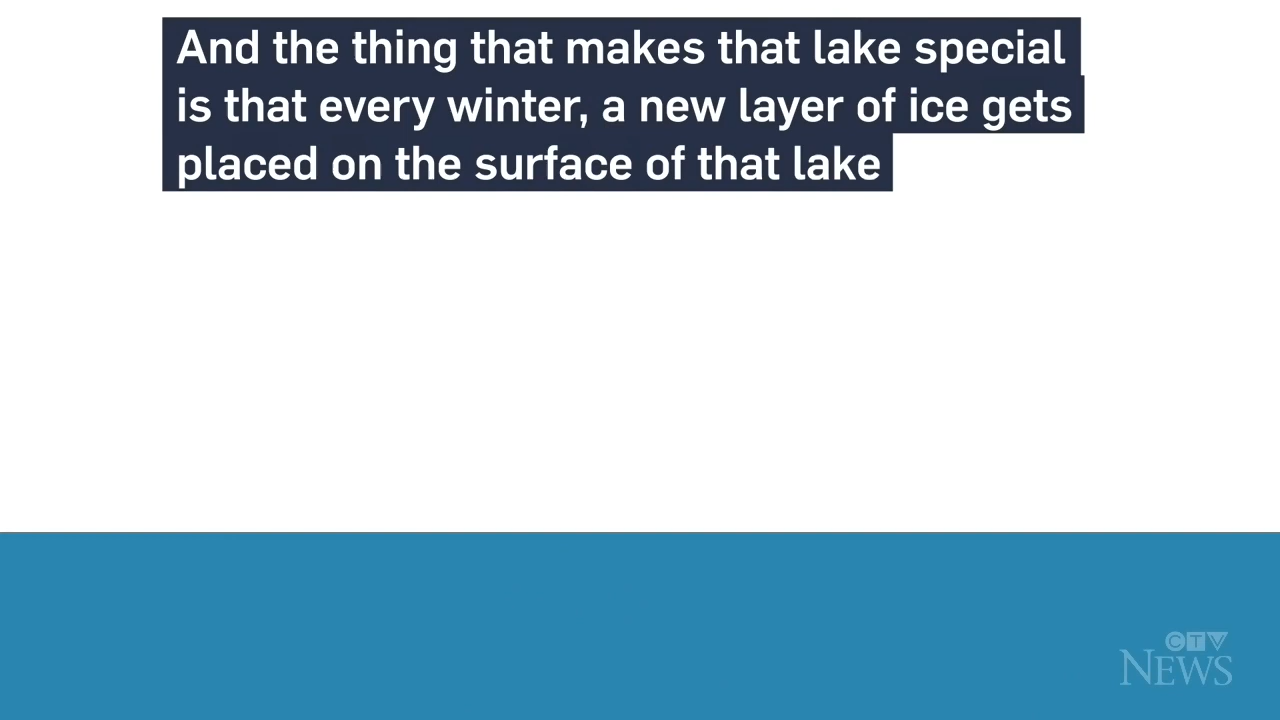 And the thing that makes that lake special
is that every winter, a new layer of ice gets
placed on the surface of that lake
CTV
NEWS